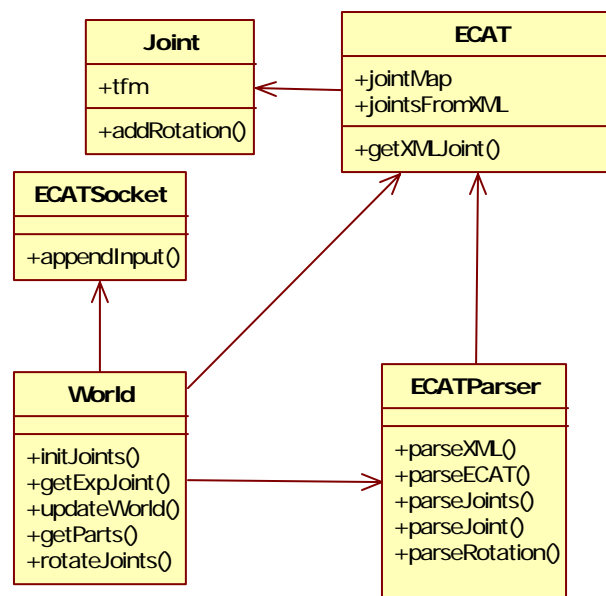 Joint
+tfm
+addRotation()
ECAT
+jointMap
+jointsFromXML
+getXMLJoint()
ECATSocket
+appendInput()
World
+initJoints()
+getExpJoint()
+updateWorld()
+getParts()
+rotateJoints()
ECATParser
+parseXML()
+parseECAT()
+parseJoints()
+parseJoint()
+parseRotation()